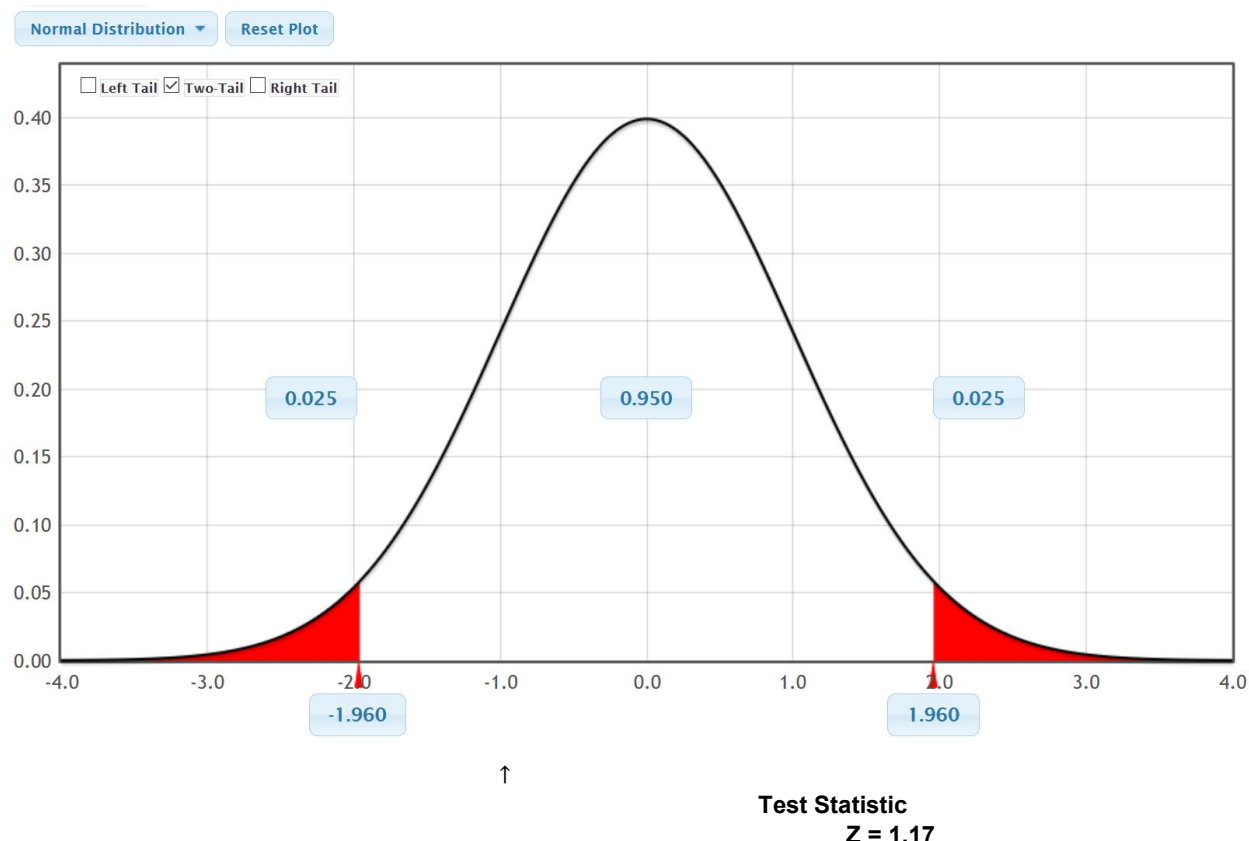 Normal Distribution Reset Plot
Left Tail Two-Tail Right Tail
0.40
0.35
0.30
0.25
0.20
0.15
0.10
0.05
0.00
0.025 0.950 0.025
-4.0 -3.0 -2.0 -1.0 0.0 1.0 2.0 3.0 4.0
-1.960 1.960
↑
Test Statistic
Z = 1.17